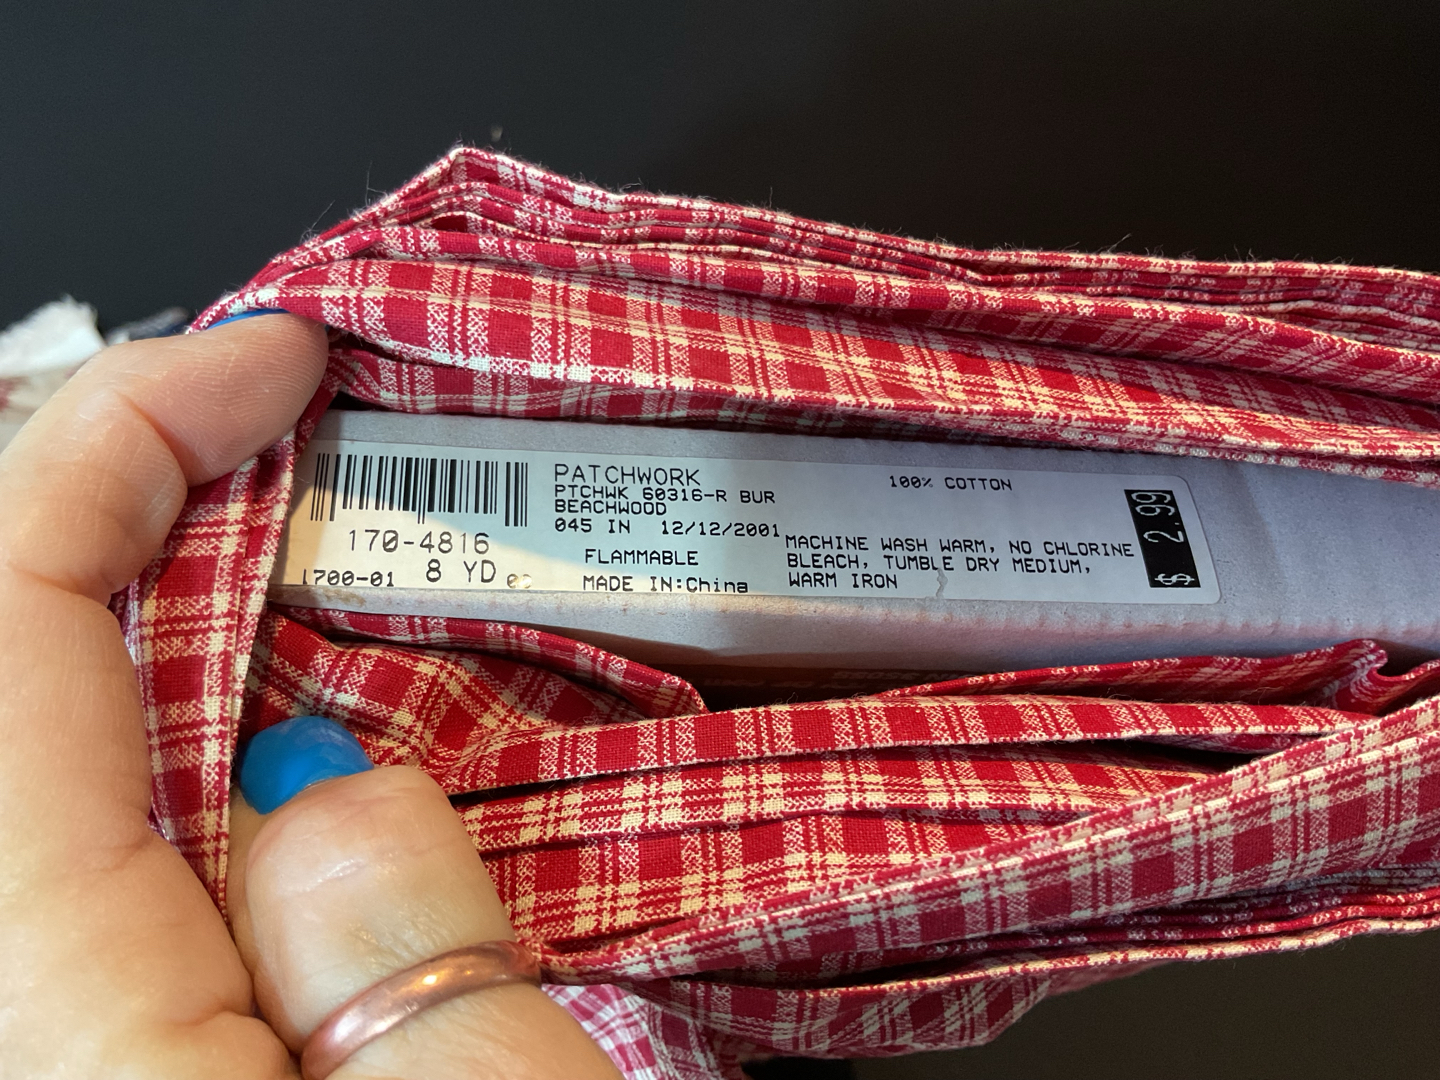 PATCHWORK
PTCHWK 60316-R BUR
BEACHWOOD
045 IN 12/12/2001
FLAMMABLE
MADE IN:China
170-4816
8 YD
1700-01
100% COTTON
MACHINE WASH WARM, NO CHLORINE
BLEACH, TUMBLE DRY MEDIUM,
WARM IRON
$ 2.99